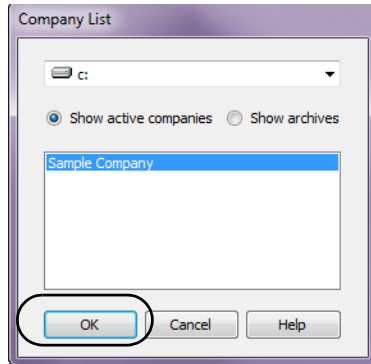 Company List
c:
Show active companies Show archives
Sample Company
OK Cancel Help